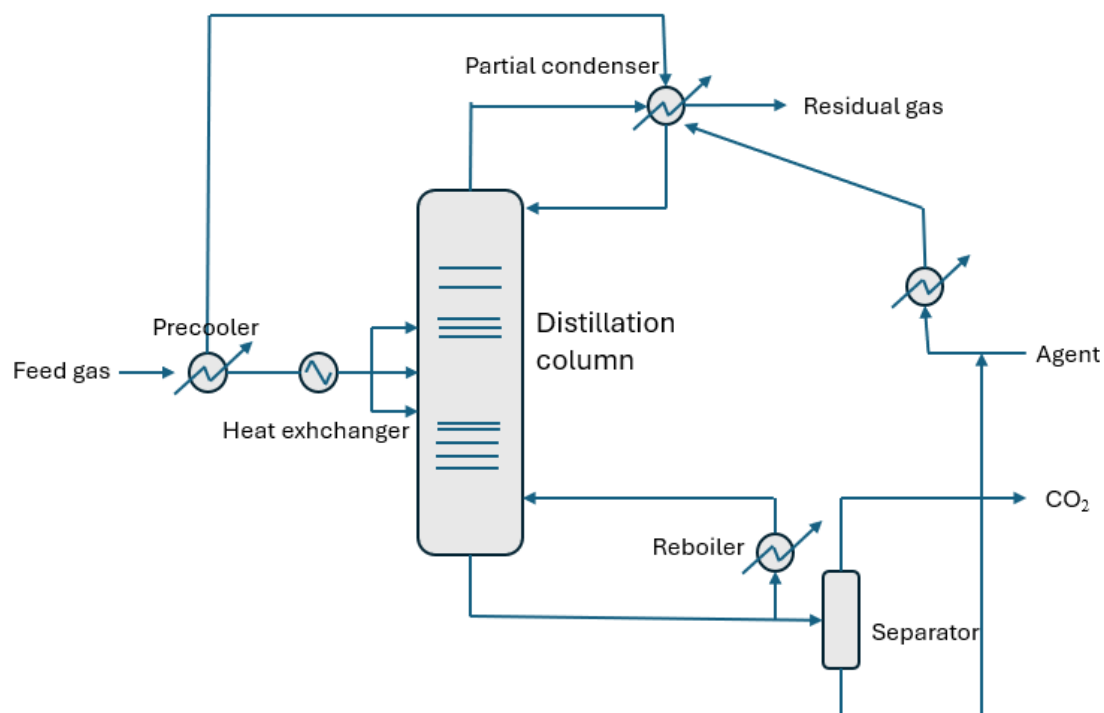 Partial condenser
Residual gas
Precooler
Distillation
column
Feed gas
Agent
Heat exhchanger
CO₂
Reboiler
Separator